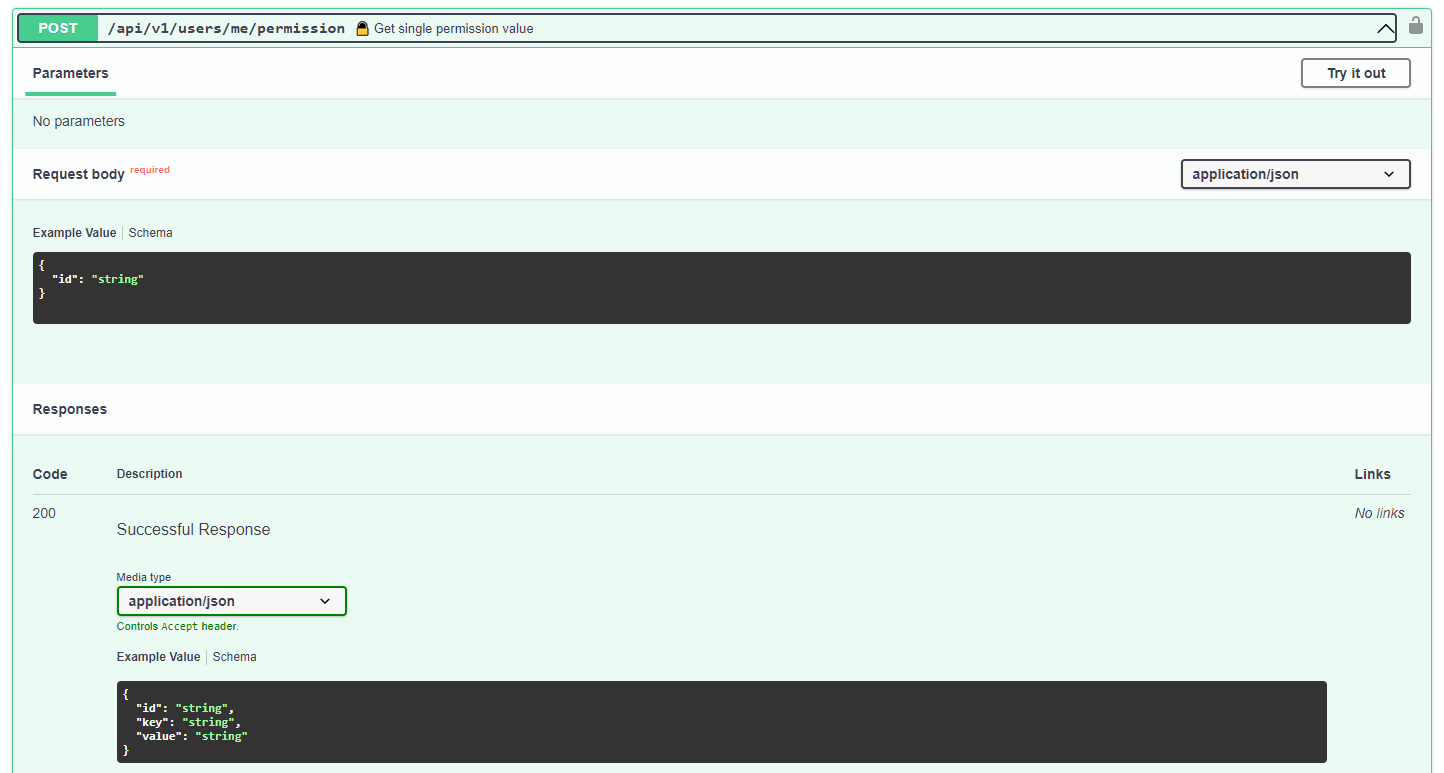 POST /api/v1/users/me/permission Get single permission value
Parameters Try it out
No parameters
Request body required application/json
Example Value Schema
{
  "id": "string"
}
Responses
Code Description Links
200 Successful Response No links
Media type
application/json
Controls Accept header.
Example Value Schema
{
  "id": "string",
  "key": "string",
  "value": "string"
}